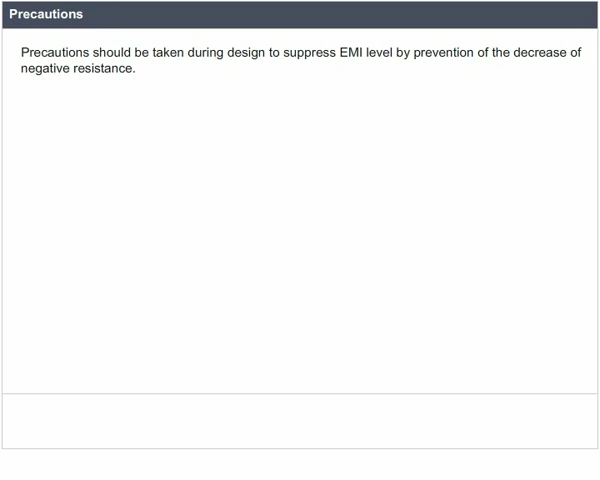 Precautions
Precautions should be taken during design to suppress EMI level by prevention of the decrease of
negative resistance.